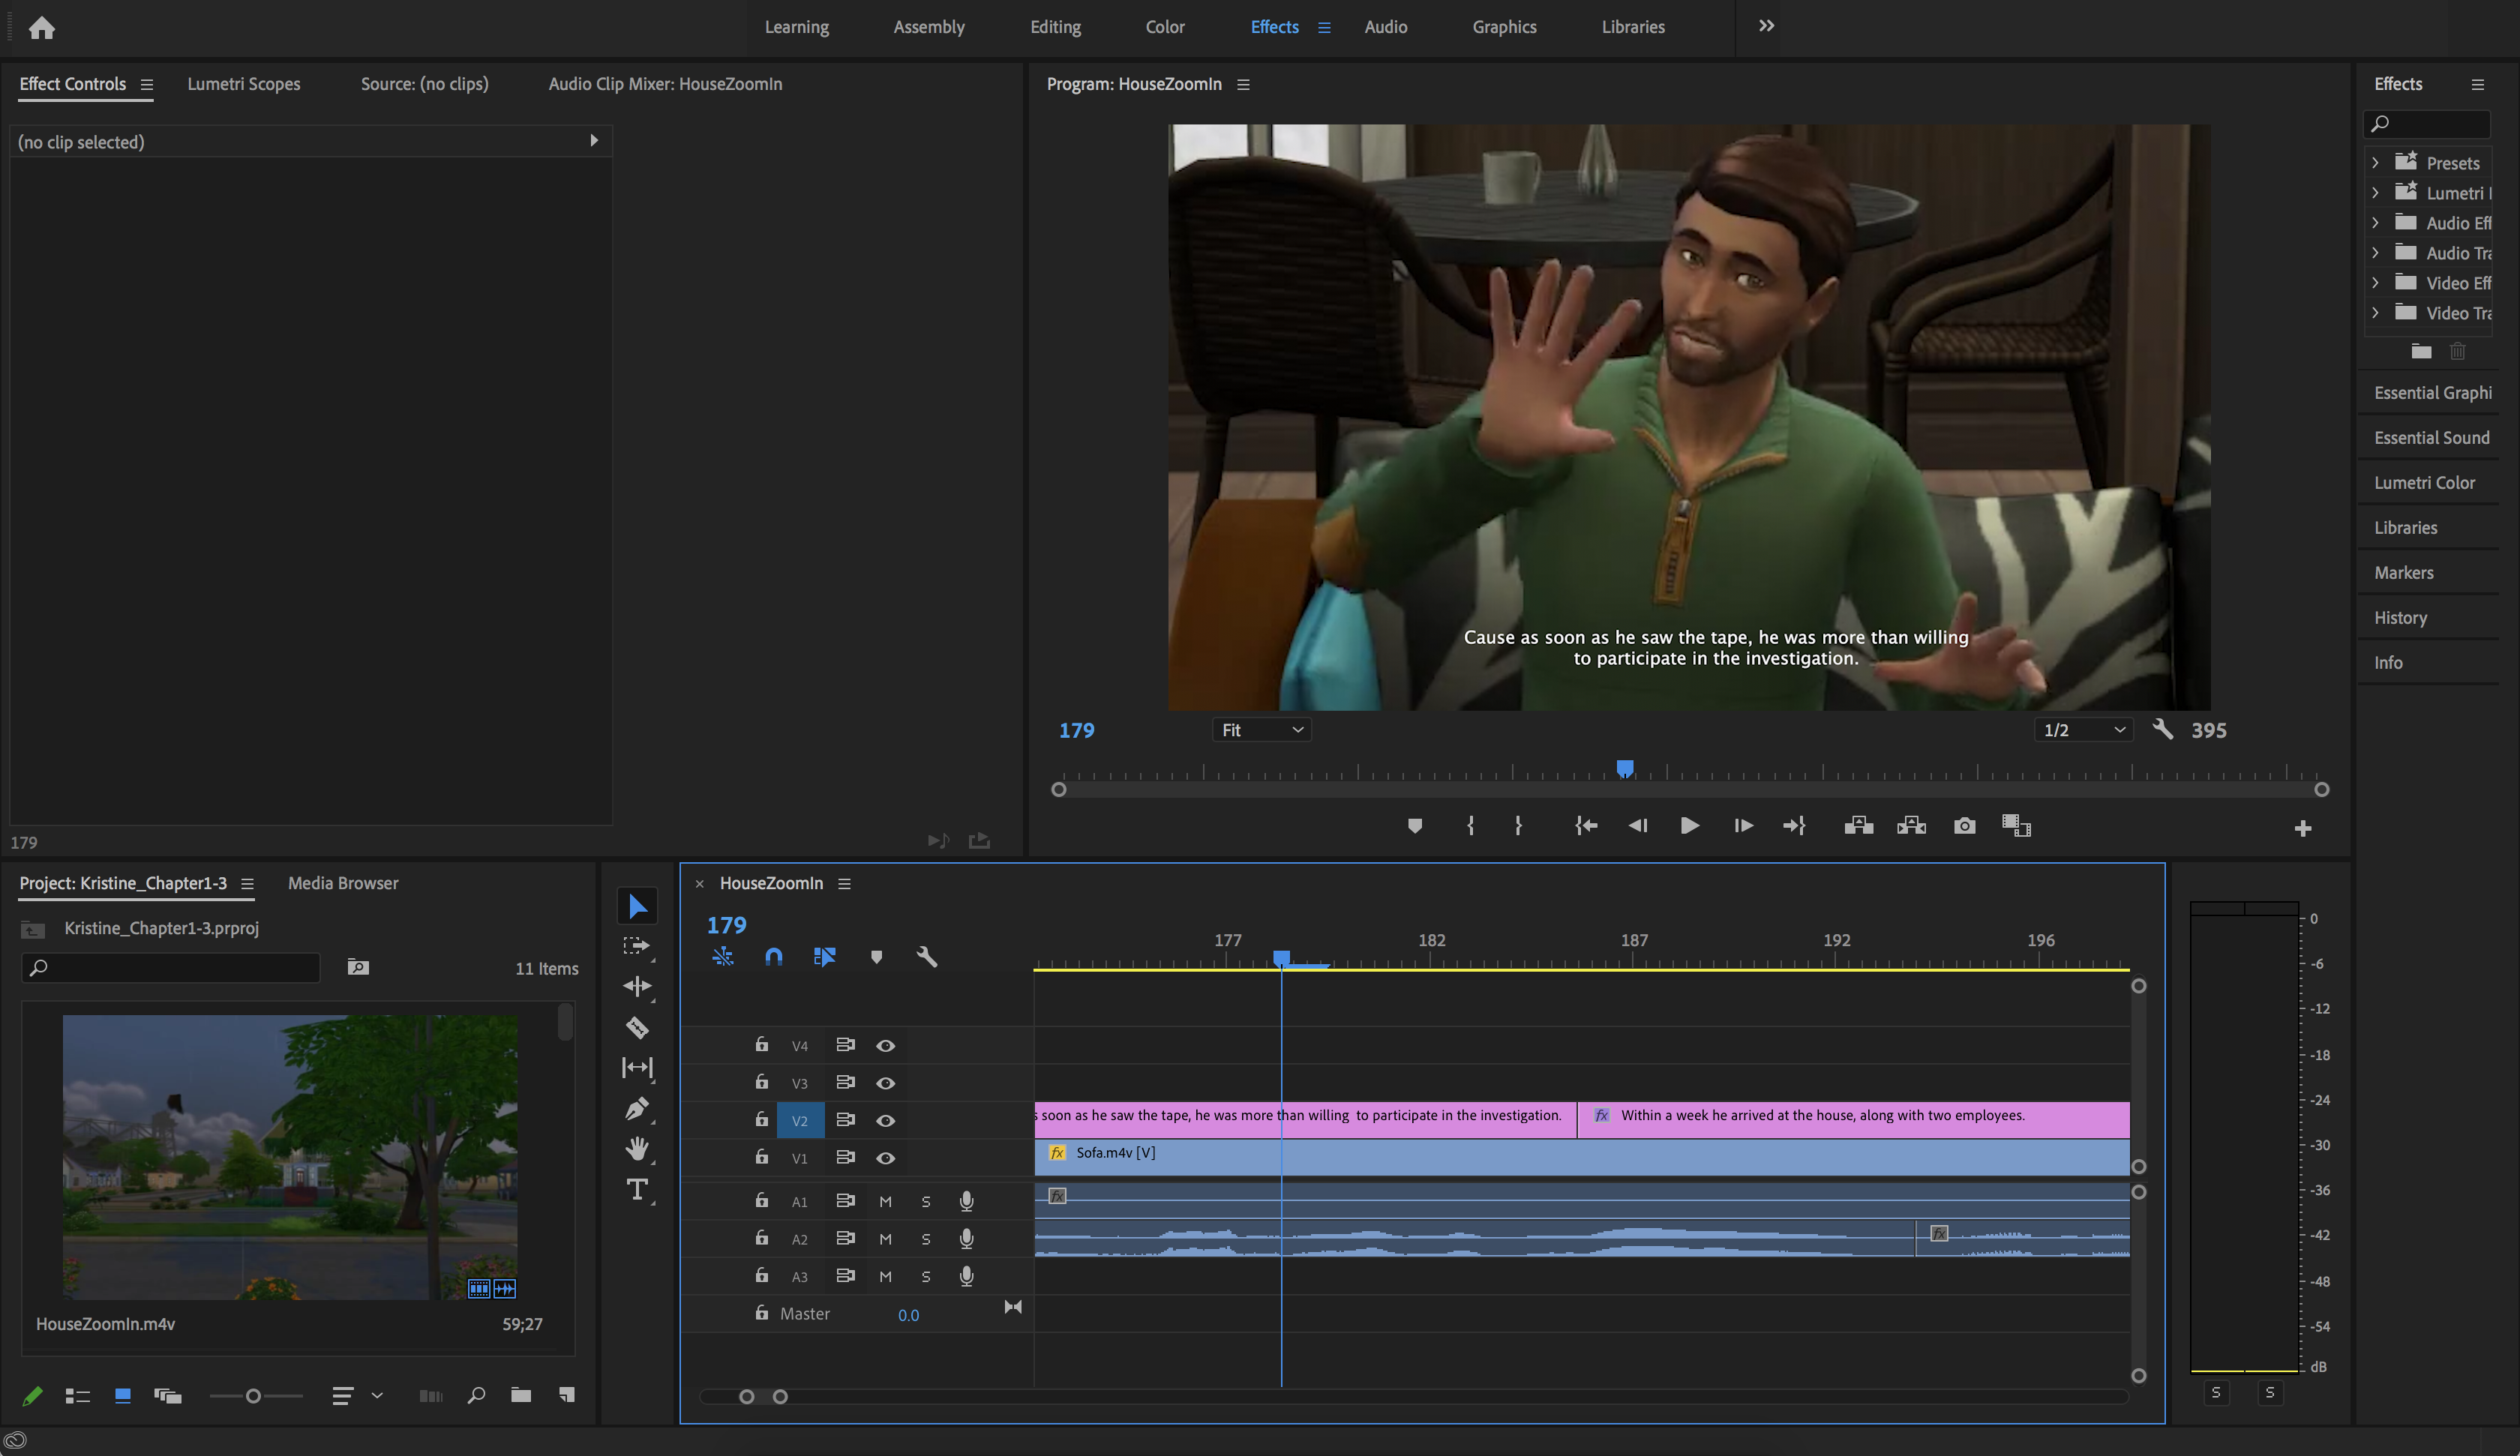 Learning Assembly Editing Color Effects Audio Graphics Libraries
Effect Controls Lumetri Scopes Source: (no clips) Audio Clip Mixer: HouseZoomIn
(no clip selected)
179
Program: HouseZoomIn
Cause as soon as he saw the tape, he was more than willing
to participate in the investigation.
179 Fit 1/2 395
Effects
Presets
Lumetri
Audio Eff
Audio Tra
Video Eff
Video Tra
Essential Graphi
Essential Sound
Lumetri Color
Libraries
Markers
History
Info
Project: Kristine_Chapter1-3 Media Browser
Kristine_Chapter1-3.prproj
11 Items
HouseZoomIn.m4v 59;27
HouseZoomIn
179
177 182 187 192 196
V4
V3
V2 soon as he saw the tape, he was more than willing to participate in the investigation. fx Within a week he arrived at the house, along with two employees.
V1 fx Sofa.m4v [V]
A1 M S fx
A2 M S fx
A3 M S
Master 0.0
0
-6
-12
-18
-24
-30
-36
-42
-48
-54
dB
S S